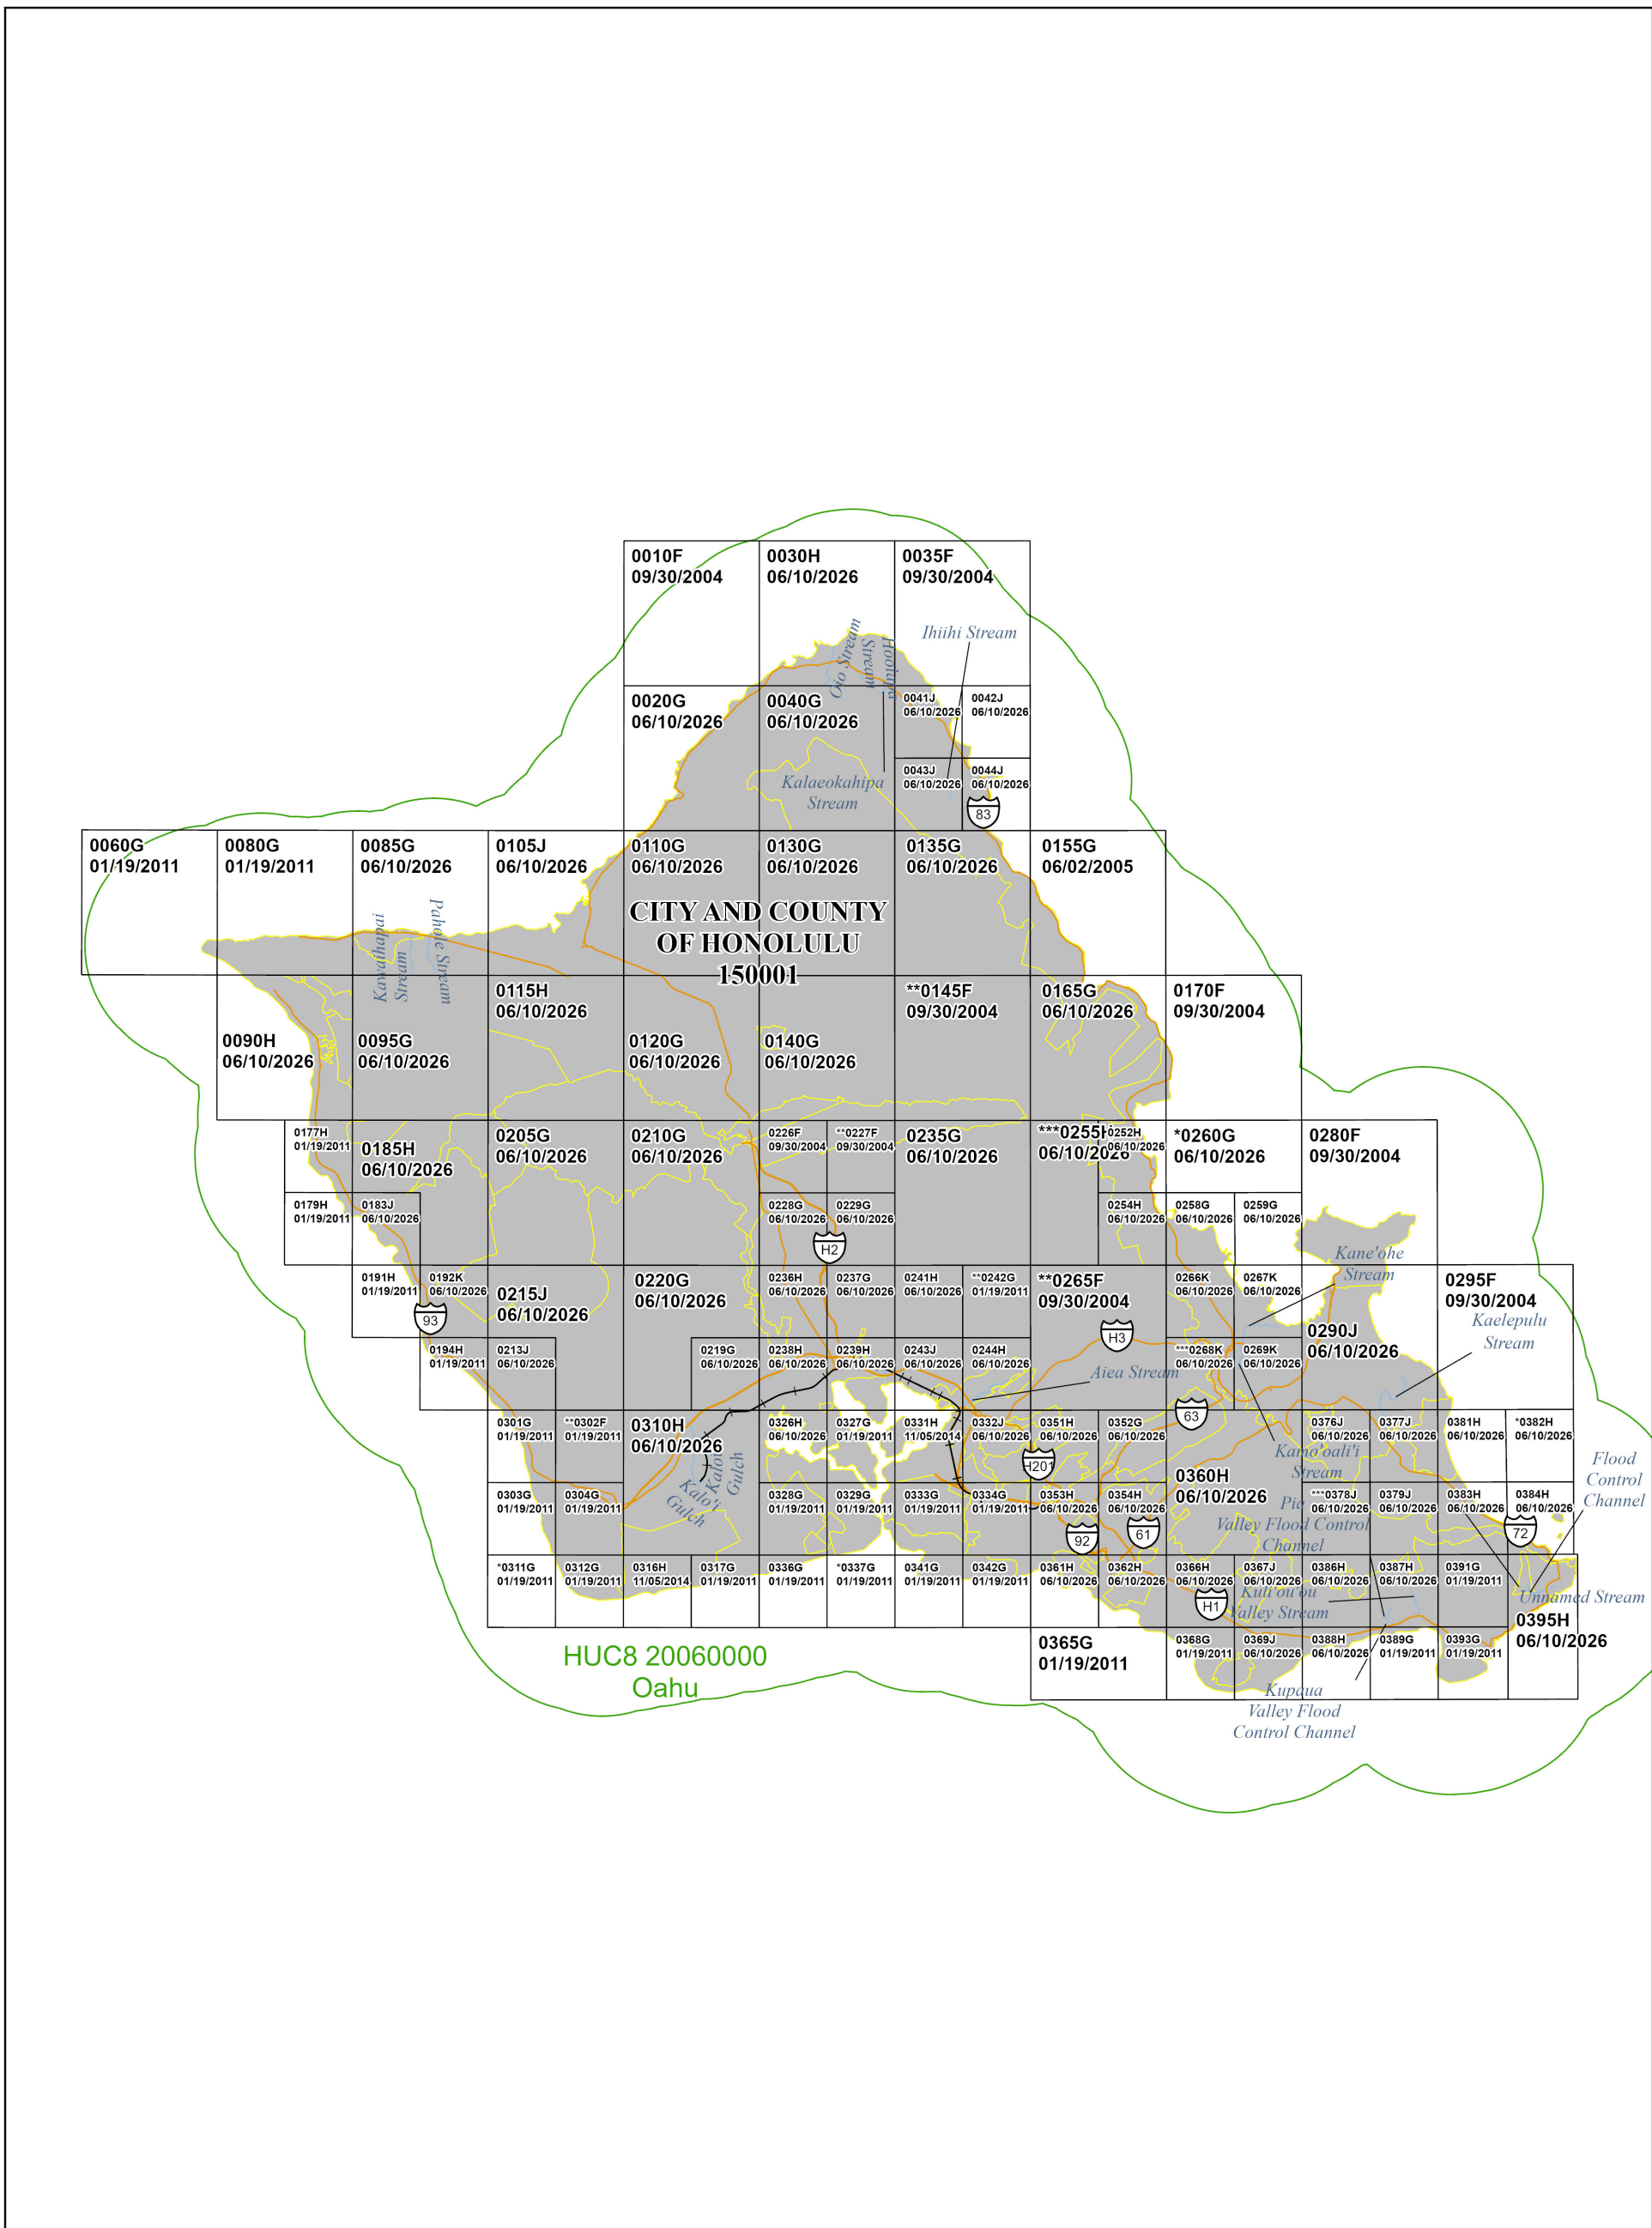 0010F
09/30/2004
0030H
06/10/2026
0035F
09/30/2004
Ihiihi Stream
Oio Stream
Hoolapa
Stream
0020G
06/10/2026
0040G
06/10/2026
0041J
06/10/2026
0042J
06/10/2026
Kalaeokahipa
Stream
0043J
06/10/2026
0044J
06/10/2026
83
0060G
01/19/2011
0080G
01/19/2011
0085G
06/10/2026
0105J
06/10/2026
0110G
06/10/2026
0130G
06/10/2026
0135G
06/10/2026
0155G
06/02/2005
Kawaihapai
Stream
Pahole Stream
CITY AND COUNTY
OF HONOLULU
150001
0090H
06/10/2026
0095G
06/10/2026
0115H
06/10/2026
0120G
06/10/2026
0140G
06/10/2026
**0145F
09/30/2004
0165G
06/10/2026
0170F
09/30/2004
0177H
01/19/2011
0185H
06/10/2026
0205G
06/10/2026
0210G
06/10/2026
0226F
09/30/2004
**0227F
09/30/2004
0235G
06/10/2026
***0255H
06/10/2026
0252H
06/10/2026
*0260G
06/10/2026
0280F
09/30/2004
0179H
01/19/2011
0183J
06/10/2026
0228G
06/10/2026
0229G
06/10/2026
H2
0254H
06/10/2026
0258G
06/10/2026
0259G
06/10/2026
Kane'ohe
Stream
0191H
01/19/2011
0192K
06/10/2026
93
0215J
06/10/2026
0220G
06/10/2026
0236H
06/10/2026
0237G
06/10/2026
0241H
06/10/2026
**0242G
01/19/2011
**0265F
09/30/2004
H3
0266K
06/10/2026
0267K
06/10/2026
0290J
06/10/2026
0295F
09/30/2004
Kaelepulu
Stream
0194H
01/19/2011
0213J
06/10/2026
0219G
06/10/2026
0238H
06/10/2026
0239H
06/10/2026
0243J
06/10/2026
0244H
06/10/2026
Aiea Stream
***0268K
06/10/2026
0269K
06/10/2026
63
0301G
01/19/2011
**0302F
01/19/2011
0310H
06/10/2026
0326H
06/10/2026
0327G
01/19/2011
0331H
11/05/2014
0332J
06/10/2026
0351H
06/10/2026
0352G
06/10/2026
H201
0360H
06/10/2026
Kamo'oali'i
Stream
0376J
06/10/2026
0377J
06/10/2026
0381H
06/10/2026
*0382H
06/10/2026
Flood
Control
Channel
0303G
01/19/2011
0304G
01/19/2011
Kalo'i
Gulch
Kaloi
Gulch
0328G
01/19/2011
0329G
01/19/2011
0333G
01/19/2011
0334G
01/19/2011
0353H
06/10/2026
0354H
06/10/2026
92
61
Pia
Valley Flood Control
Channel
***0378J
06/10/2026
0379J
06/10/2026
0383H
06/10/2026
0384H
06/10/2026
72
*0311G
01/19/2011
0312G
01/19/2011
0316H
11/05/2014
0317G
01/19/2011
0336G
01/19/2011
*0337G
01/19/2011
0341G
01/19/2011
0342G
01/19/2011
0361H
06/10/2026
0362H
06/10/2026
0366H
06/10/2026
0367J
06/10/2026
H1
Kuli'ou'ou
Valley Stream
0386H
06/10/2026
0387H
06/10/2026
0391G
01/19/2011
Unnamed Stream
0395H
06/10/2026
0365G
01/19/2011
0368G
01/19/2011
0369J
06/10/2026
0388H
06/10/2026
0389G
01/19/2011
0393G
01/19/2011
Kupaua
Valley Flood
Control Channel
HUC8 20060000
Oahu